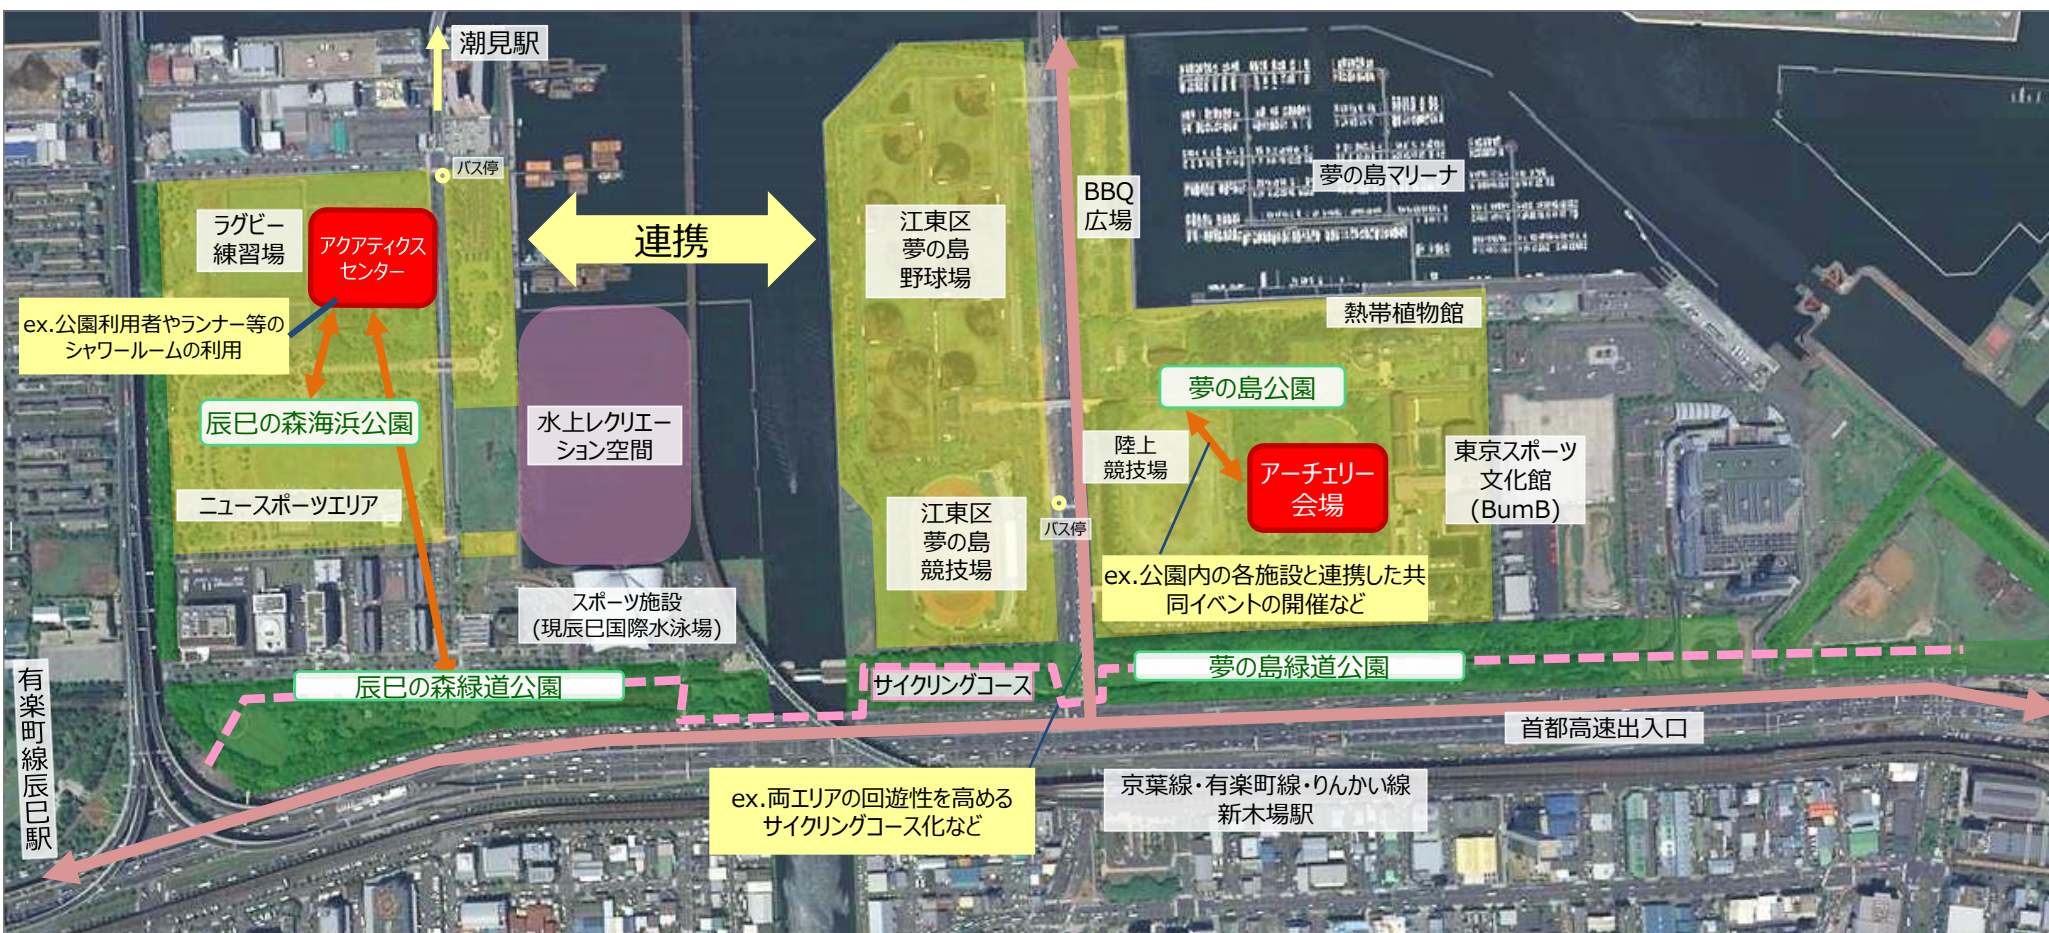 潮見駅
バス停
ラグビー
練習場
アクアティクス
センター
連携
江東区
夢の島
野球場
BBQ
広場
夢の島マリーナ
熱帯植物館
ex.公園利用者やランナー等の
シャワールームの利用
辰巳の森海浜公園
水上レクリエー
ション空間
夢の島公園
陸上
競技場
アーチェリー
会場
東京スポーツ
文化館
(BumB)
ニュースポーツエリア
江東区
夢の島
競技場
バス停
ex.公園内の各施設と連携した共
同イベントの開催など
スポーツ施設
(現辰巳国際水泳場)
有楽町線辰巳駅
辰巳の森緑道公園
サイクリングコース
夢の島緑道公園
首都高速出入口
ex.両エリアの回遊性を高める
サイクリングコース化など
京葉線・有楽町線・りんかい線
新木場駅